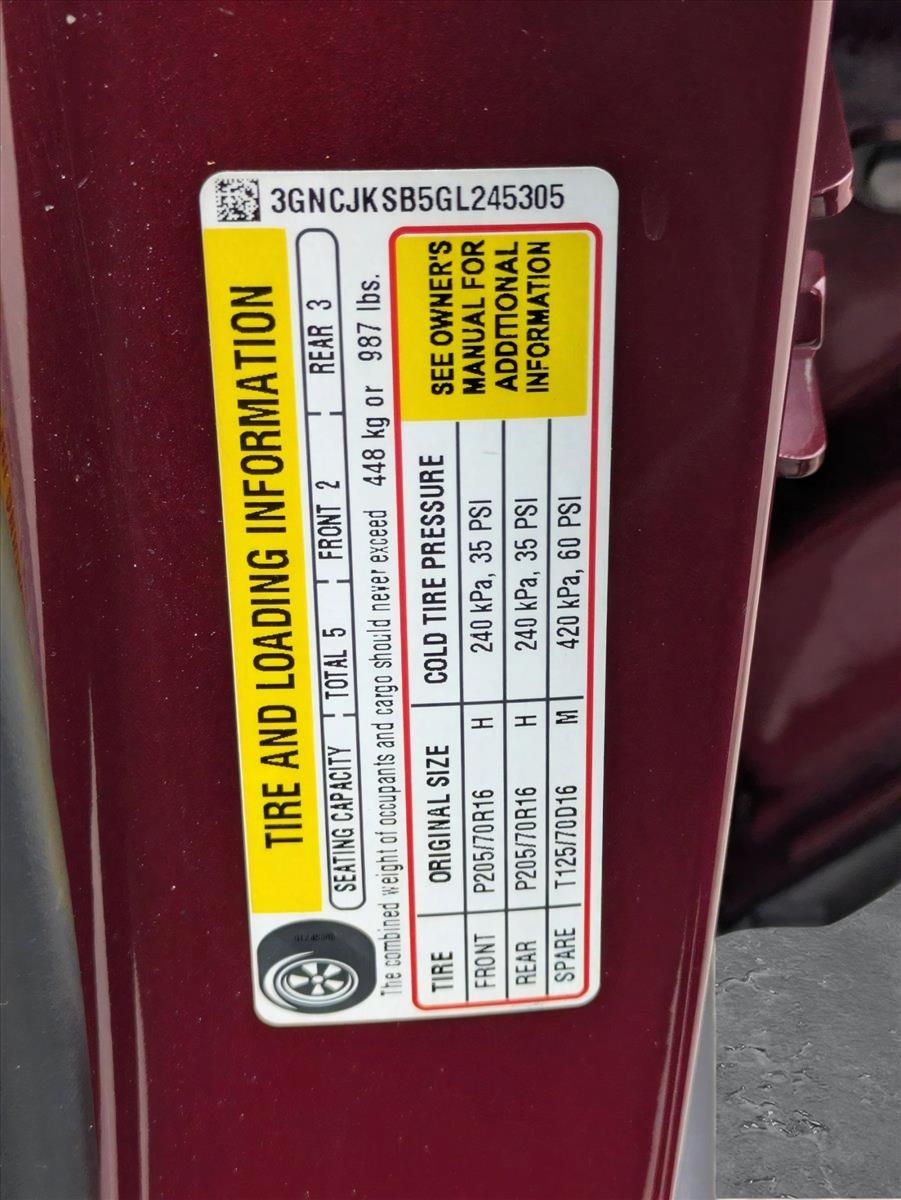 3GNCJKSB5GL245305
TIRE AND LOADING INFORMATION
SEATING CAPACITY TOTAL 5 FRONT 2 REAR 3
The combined weight of occupants and cargo should never exceed 448 kg or 987 lbs.
TIRE ORIGINAL SIZE COLD TIRE PRESSURE
FRONT P205/70R16 H 240 kPa, 35 PSI
REAR P205/70R16 H 240 kPa, 35 PSI
SPARE T125/70D16 M 420 kPa, 60 PSI
SEE OWNER'S
MANUAL FOR
ADDITIONAL
INFORMATION